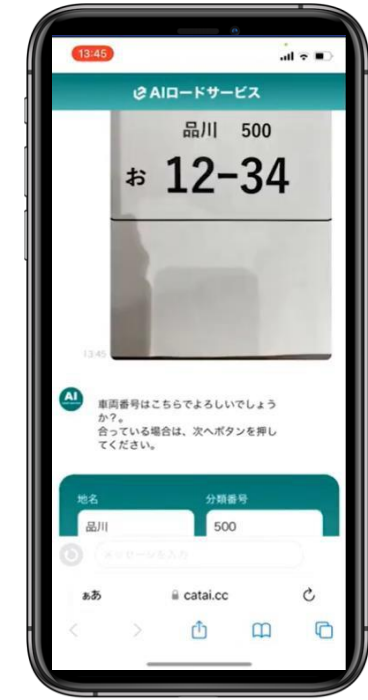 13:45
AIロードサービス
品川 500
お 12-34
13:45
AI
車両番号はこちらでよろしいでしょう
か？。
合っている場合は、次へボタンを押し
てください。
地名 分類番号
品川 500
メッセージを入力
ぁあ catai.cc